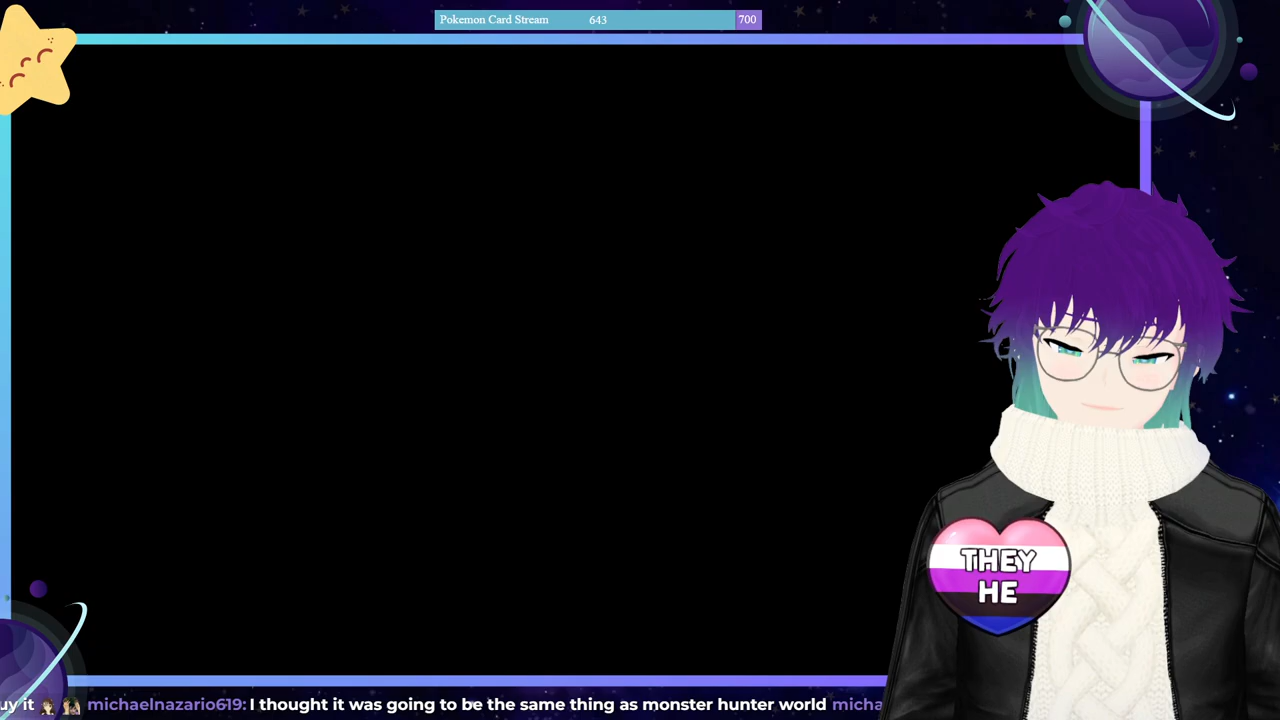 Pokemon Card Stream 643 700
THEY
HE
uy it michaelnazario619: I thought it was going to be the same thing as monster hunter world micha